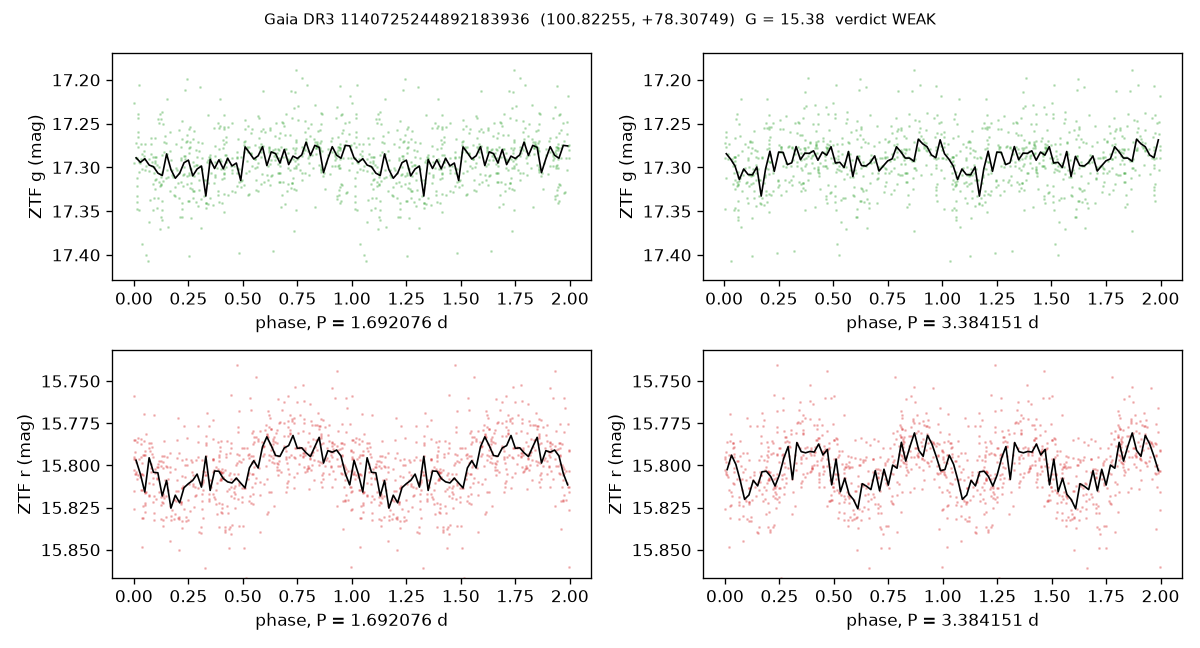 Gaia DR3 1140725244892183936 (100.82255, +78.30749) G = 15.38 verdict WEAK
ZTF g (mag)
17.20
17.25
17.30
17.35
17.40
0.00 0.25 0.50 0.75 1.00 1.25 1.50 1.75 2.00
phase, P = 1.692076 d
ZTF g (mag)
17.20
17.25
17.30
17.35
17.40
0.00 0.25 0.50 0.75 1.00 1.25 1.50 1.75 2.00
phase, P = 3.384151 d
ZTF r (mag)
15.750
15.775
15.800
15.825
15.850
0.00 0.25 0.50 0.75 1.00 1.25 1.50 1.75 2.00
phase, P = 1.692076 d
ZTF r (mag)
15.750
15.775
15.800
15.825
15.850
0.00 0.25 0.50 0.75 1.00 1.25 1.50 1.75 2.00
phase, P = 3.384151 d